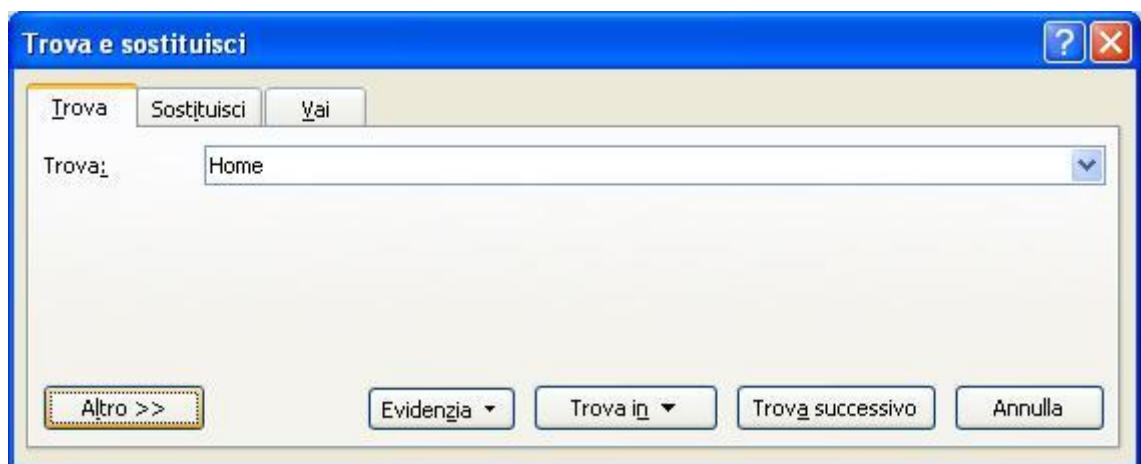 Trova e sostituisci
Trova Sostituisci Vai
Trova: Home
Altro >> Evidenzia Trova in Trova successivo Annulla